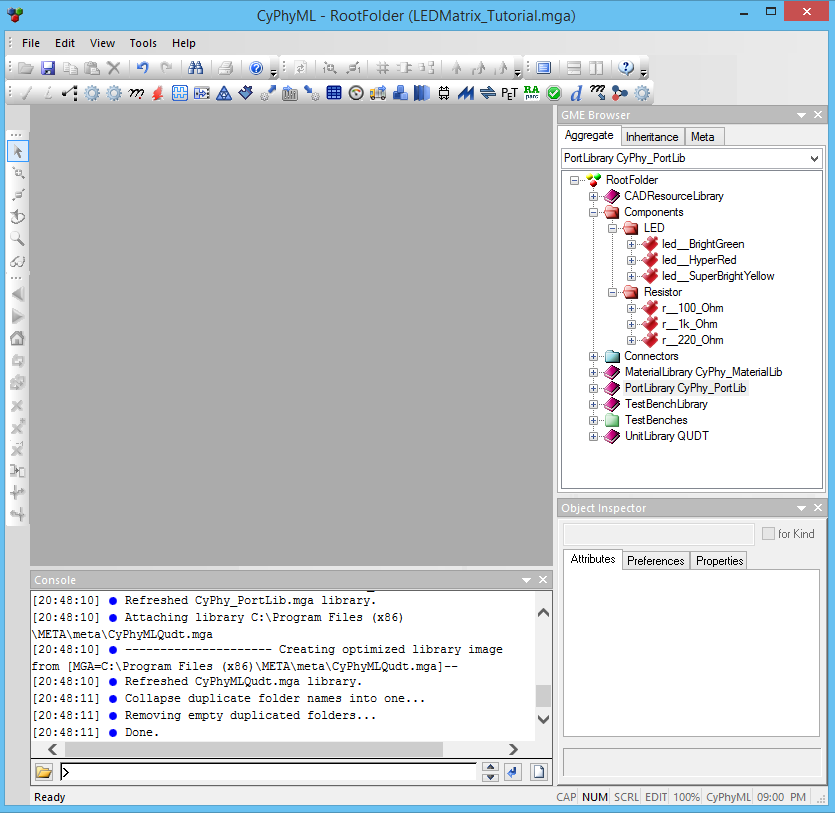 CyPhyML - RootFolder (LEDMatrix_Tutorial.mga)
File Edit View Tools Help
PET RA parc d
GME Browser
Aggregate Inheritance Meta
PortLibrary CyPhy_PortLib
RootFolder
CADResourceLibrary
Components
LED
led__BrightGreen
led__HyperRed
led__SuperBrightYellow
Resistor
r__100_Ohm
r__1k_Ohm
r__220_Ohm
Connectors
MaterialLibrary CyPhy_MaterialLib
PortLibrary CyPhy_PortLib
TestBenchLibrary
TestBenches
UnitLibrary QUDT
Object Inspector
for Kind
Attributes Preferences Properties
Console
[20:48:10] ● Refreshed CyPhy_PortLib.mga library.
[20:48:10] ● Attaching library C:\Program Files (x86)
\META\meta\CyPhyMLQudt.mga
[20:48:10] ● --------------------- Creating optimized library image
from [MGA=C:\Program Files (x86)\META\meta\CyPhyMLQudt.mga]--
[20:48:10] ● Refreshed CyPhyMLQudt.mga library.
[20:48:11] ● Collapse duplicate folder names into one...
[20:48:11] ● Removing empty duplicated folders...
[20:48:11] ● Done.
>
Ready
CAP NUM SCRL EDIT 100% CyPhyML 09:00 PM